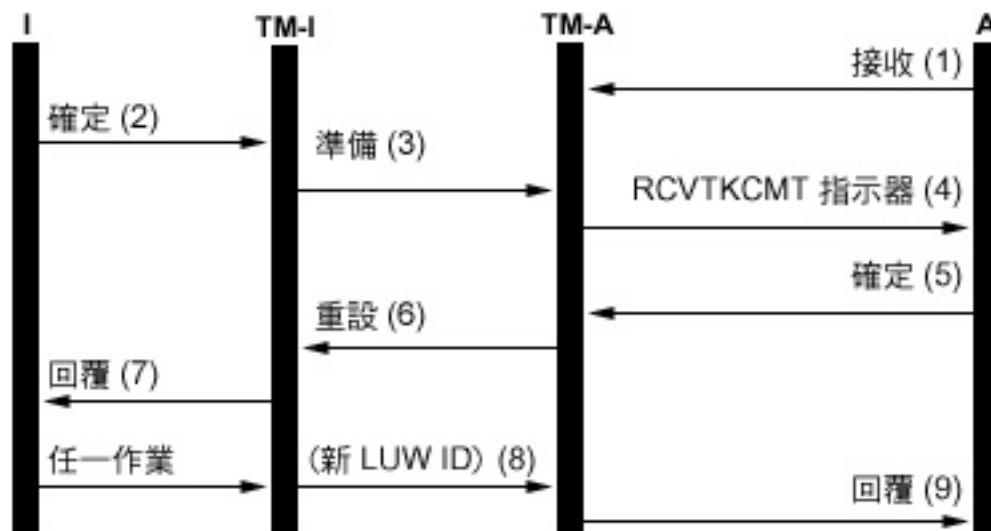 I TM-I TM-A A
接收 (1)
確定 (2)
準備 (3)
RCVTKCMT 指示器 (4)
確定 (5)
重設 (6)
回覆 (7)
任一作業
(新 LUW ID) (8)
回覆 (9)